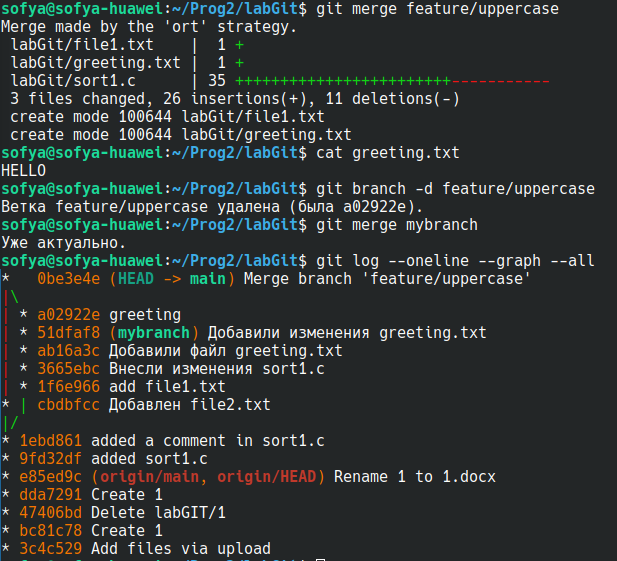 sofya@sofya-huawei:~/Prog2/labGit$ git merge feature/uppercase
Merge made by the 'ort' strategy.
 labGit/file1.txt    |  1 +
 labGit/greeting.txt |  1 +
 labGit/sort1.c      | 35 ++++++++++++++++++++++++-----------
 3 files changed, 26 insertions(+), 11 deletions(-)
 create mode 100644 labGit/file1.txt
 create mode 100644 labGit/greeting.txt
sofya@sofya-huawei:~/Prog2/labGit$ cat greeting.txt
HELLO
sofya@sofya-huawei:~/Prog2/labGit$ git branch -d feature/uppercase
Ветка feature/uppercase удалена (была a02922e).
sofya@sofya-huawei:~/Prog2/labGit$ git merge mybranch
Уже актуально.
sofya@sofya-huawei:~/Prog2/labGit$ git log --oneline --graph --all
*   0be3e4e (HEAD -> main) Merge branch 'feature/uppercase'
|\
| * a02922e greeting
| * 51dfaf8 (mybranch) Добавили изменения greeting.txt
| * ab16a3c Добавили файл greeting.txt
| * 3665ebc Внесли изменения sort1.c
| * 1f6e966 add file1.txt
* | cbdbfcc Добавлен file2.txt
|/
* 1ebd861 added a comment in sort1.c
* 9fd32df added sort1.c
* e85ed9c (origin/main, origin/HEAD) Rename 1 to 1.docx
* dda7291 Create 1
* 47406bd Delete labGIT/1
* bc81c78 Create 1
* 3c4c529 Add files via upload